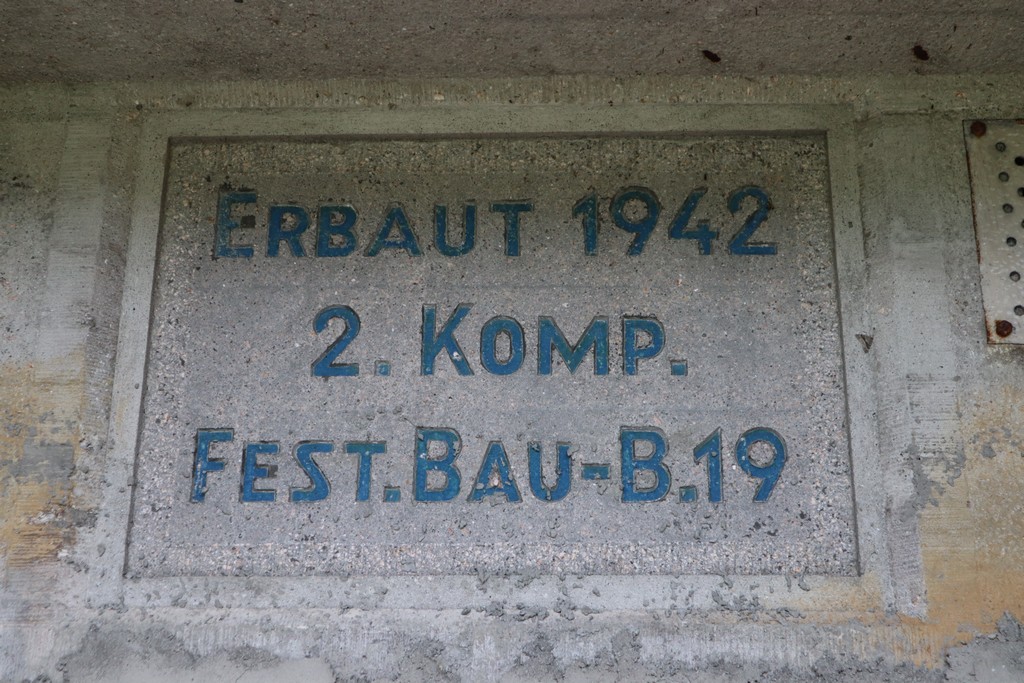 ERBAUT 1942
2. KOMP.
FEST. BAU-B.19